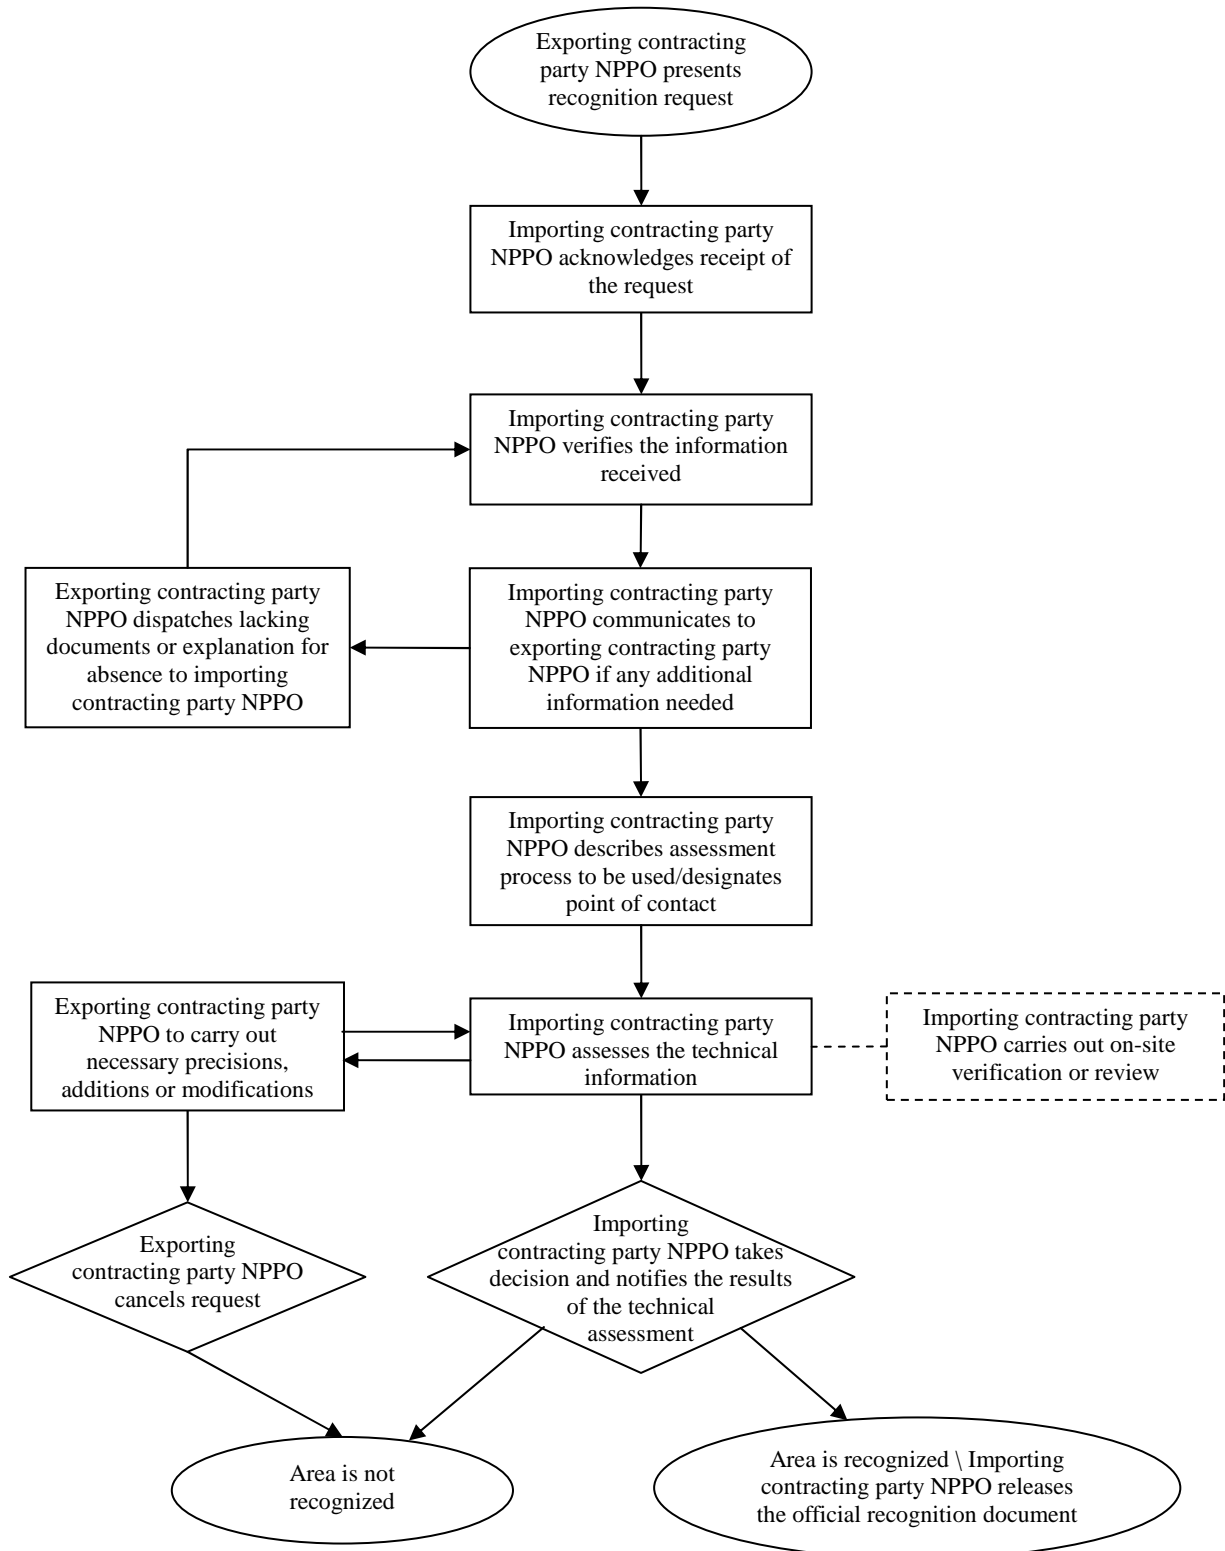 Exporting contracting
party NPPO presents
recognition request
Importing contracting party
NPPO acknowledges receipt of
the request
Importing contracting party
NPPO verifies the information
received
Exporting contracting party
NPPO dispatches lacking
documents or explanation for
absence to importing
contracting party NPPO
Importing contracting party
NPPO communicates to
exporting contracting party
NPPO if any additional
information needed
Importing contracting party
NPPO describes assessment
process to be used/designates
point of contact
Exporting contracting party
NPPO to carry out
necessary precisions,
additions or modifications
Importing contracting party
NPPO assesses the technical
information
Importing contracting party
NPPO carries out on-site
verification or review
Exporting
contracting party NPPO
cancels request
Importing
contracting party NPPO takes
decision and notifies the results
of the technical
assessment
Area is not
recognized
Area is recognized \ Importing
contracting party NPPO releases
the official recognition document